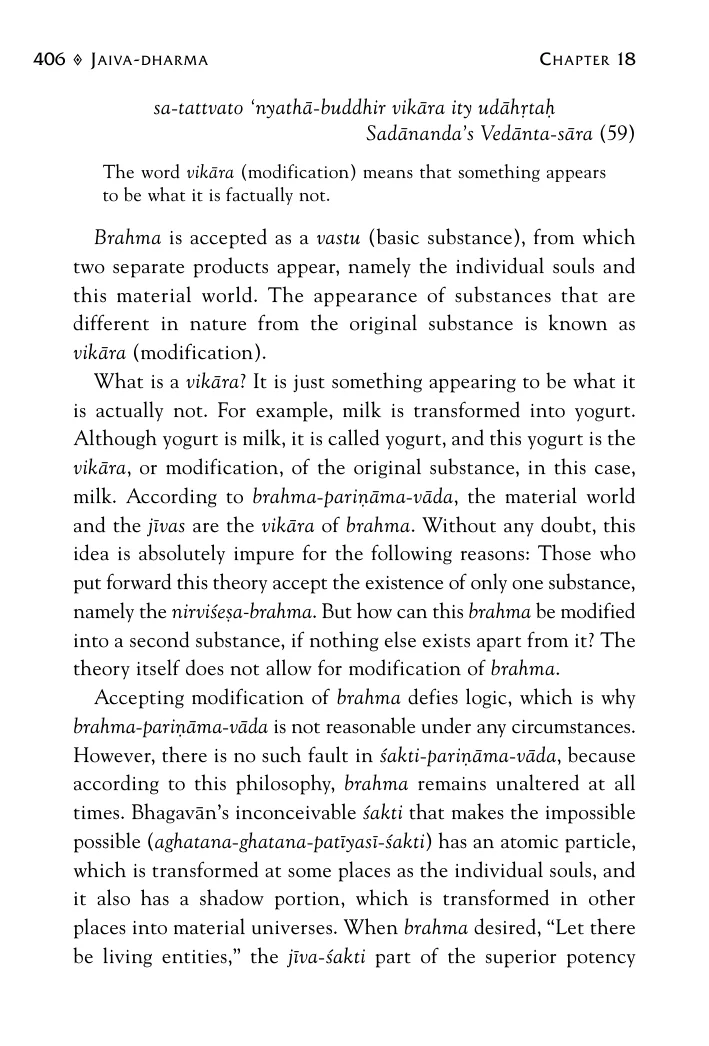 406 ◊ JAIVA-DHARMA CHAPTER 18
sa-tattvato ‘nyathā-buddhir vikāra ity udāhṛtaḥ
Sadānanda’s Vedānta-sāra (59)
The word vikāra (modification) means that something appears
to be what it is factually not.
Brahma is accepted as a vastu (basic substance), from which
two separate products appear, namely the individual souls and
this material world. The appearance of substances that are
different in nature from the original substance is known as
vikāra (modification).
What is a vikāra? It is just something appearing to be what it
is actually not. For example, milk is transformed into yogurt.
Although yogurt is milk, it is called yogurt, and this yogurt is the
vikāra, or modification, of the original substance, in this case,
milk. According to brahma-pariṇāma-vāda, the material world
and the jīvas are the vikāra of brahma. Without any doubt, this
idea is absolutely impure for the following reasons: Those who
put forward this theory accept the existence of only one substance,
namely the nirviśeṣa-brahma. But how can this brahma be modified
into a second substance, if nothing else exists apart from it? The
theory itself does not allow for modification of brahma.
Accepting modification of brahma defies logic, which is why
brahma-pariṇāma-vāda is not reasonable under any circumstances.
However, there is no such fault in śakti-pariṇāma-vāda, because
according to this philosophy, brahma remains unaltered at all
times. Bhagavān’s inconceivable śakti that makes the impossible
possible (aghatana-ghatana-patīyasī-śakti) has an atomic particle,
which is transformed at some places as the individual souls, and
it also has a shadow portion, which is transformed in other
places into material universes. When brahma desired, “Let there
be living entities,” the jīva-śakti part of the superior potency